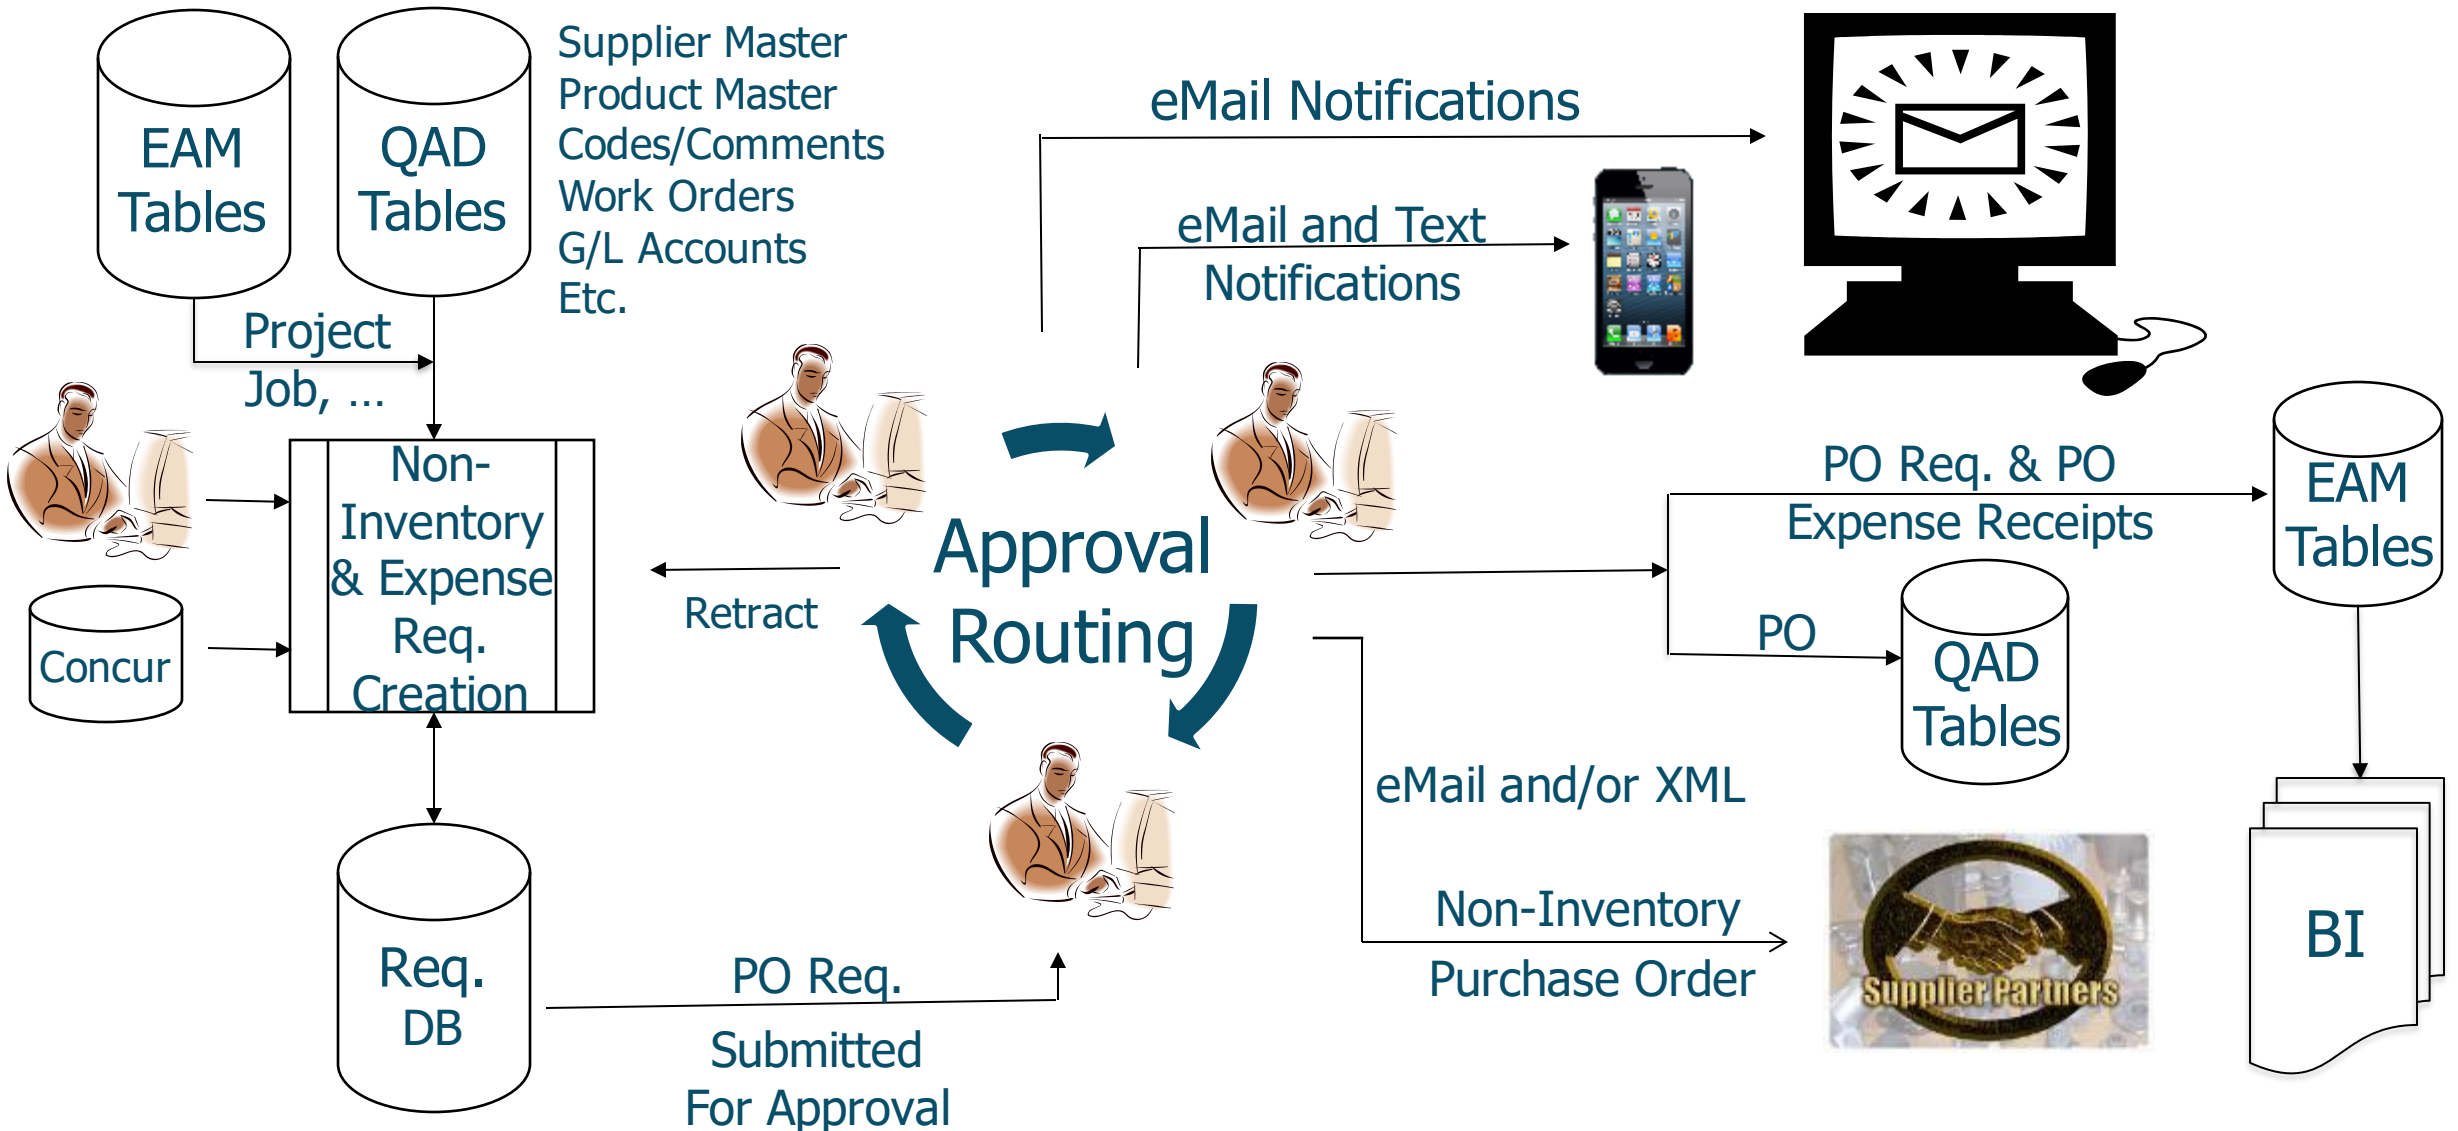 EAM
Tables
QAD
Tables
Supplier Master
Product Master
Codes/Comments
Work Orders
G/L Accounts
Etc.
Project
Job, ...
Non-
Inventory
& Expense
Req.
Creation
Concur
Req.
DB
PO Req.
Submitted
For Approval
Retract
Approval
Routing
eMail Notifications
eMail and Text
Notifications
PO Req. & PO
Expense Receipts
EAM
Tables
PO
QAD
Tables
eMail and/or XML
Non-Inventory
Purchase Order
Supplier Partners
BI